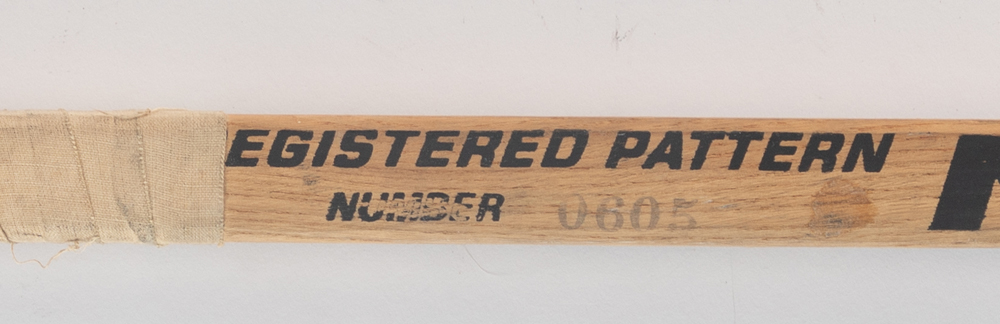 EGISTERED PATTERN
NUMBER 0605